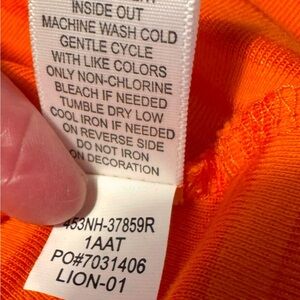 INSIDE OUT
MACHINE WASH COLD
GENTLE CYCLE
WITH LIKE COLORS
ONLY NON-CHLORINE
BLEACH IF NEEDED
TUMBLE DRY LOW
COOL IRON IF NEEDED
ON REVERSE SIDE
DO NOT IRON
ON DECORATION
453NH-37859R
1AAT
PO#7031406
LION-01